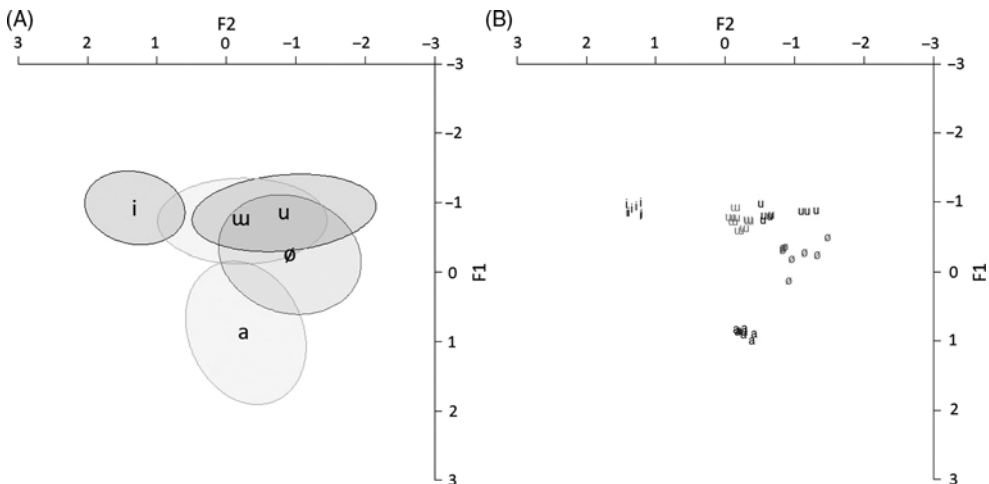 (A)
F2
3 2 1 0 −1 −2 −3
−3
−2
−1
0
1
2
3
F1
i ɯ u
ø
a
(B)
F2
3 2 1 0 −1 −2 −3
−3
−2
−1
0
1
2
3
F1
i i i i i
ɯ ɯ ɯ ɯ
u u u u u u
ø ø ø ø ø ø ø
a a a a